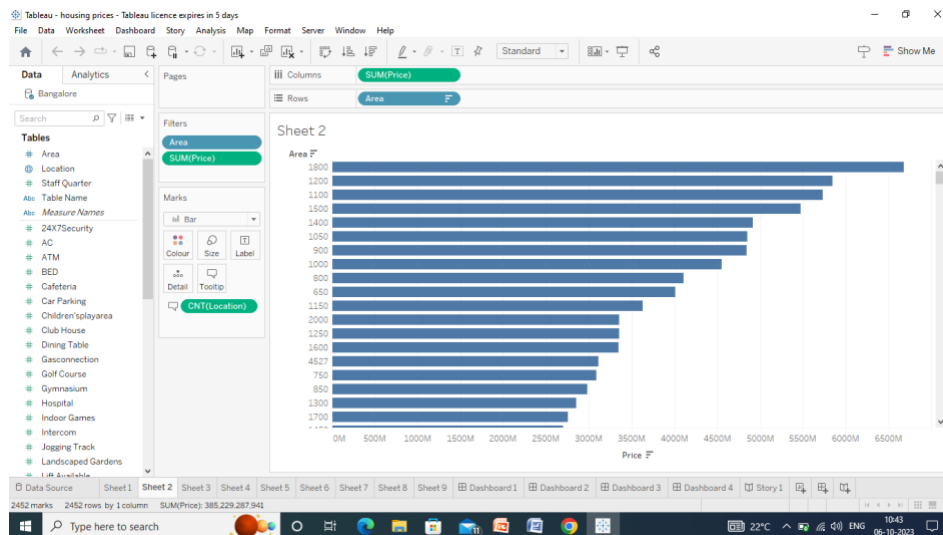 Tableau - housing prices - Tableau licence expires in 5 days
File Data Worksheet Dashboard Story Analysis Map Format Server Window Help
Standard
Show Me
Data Analytics
Bangalore
Search
Tables
# Area
Location
# Staff Quarter
Abc Table Name
Abc Measure Names
# 24X7Security
# AC
# ATM
# BED
# Cafeteria
# Car Parking
# Children'splayarea
# Club House
# Dining Table
# Gasconnection
# Golf Course
# Gymnasium
# Hospital
# Indoor Games
# Intercom
# Jogging Track
# Landscaped Gardens
# Lift Available
Pages
Filters
Area
SUM(Price)
Marks
Bar
Colour Size Label
Detail Tooltip
CNT(Location)
Columns SUM(Price)
Rows Area
Sheet 2
Area
1800
1200
1100
1500
1400
1050
900
1000
800
650
1150
2000
1250
1600
4527
750
850
1300
1700
0M 500M 1000M 1500M 2000M 2500M 3000M 3500M 4000M 4500M 5000M 5500M 6000M 6500M
Price
Data Source Sheet 1 Sheet 2 Sheet 3 Sheet 4 Sheet 5 Sheet 6 Sheet 7 Sheet 8 Sheet 9 Dashboard 1 Dashboard 2 Dashboard 3 Dashboard 4 Story 1
2452 marks 2452 rows by 1 column SUM(Price): 385,229,287,941
Type here to search
22°C ENG
10:43
06-10-2023